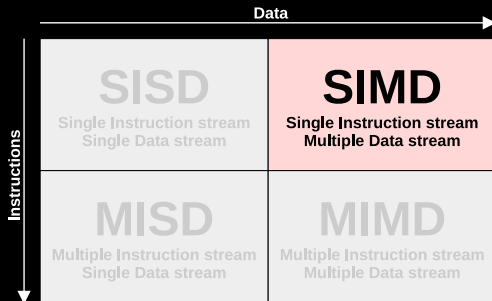 Data
Instructions
SISD
Single Instruction stream
Single Data stream
SIMD
Single Instruction stream
Multiple Data stream
MISD
Multiple Instruction stream
Single Data stream
MIMD
Multiple Instruction stream
Multiple Data stream